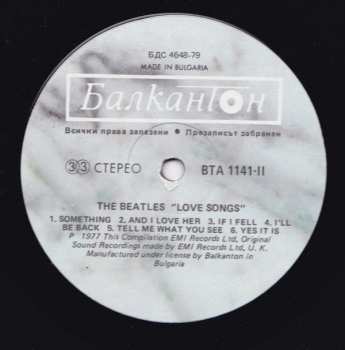 БДС 4648-79
MADE IN BULGARIA
Балкантон
Всички права запазени • Презаписът забранен
33 СТЕРЕО
ВТА 1141-II
THE BEATLES "LOVE SONGS"
1. SOMETHING 2. AND I LOVE HER 3. IF I FELL 4. I'LL
BE BACK 5. TELL ME WHAT YOU SEE 6. YES IT IS
P 1977 This Compilation EMI Records Ltd, Original
Sound Recordings made by EMI Records Ltd, U. K.
Manufactured under license by Balkanton in
Bulgaria